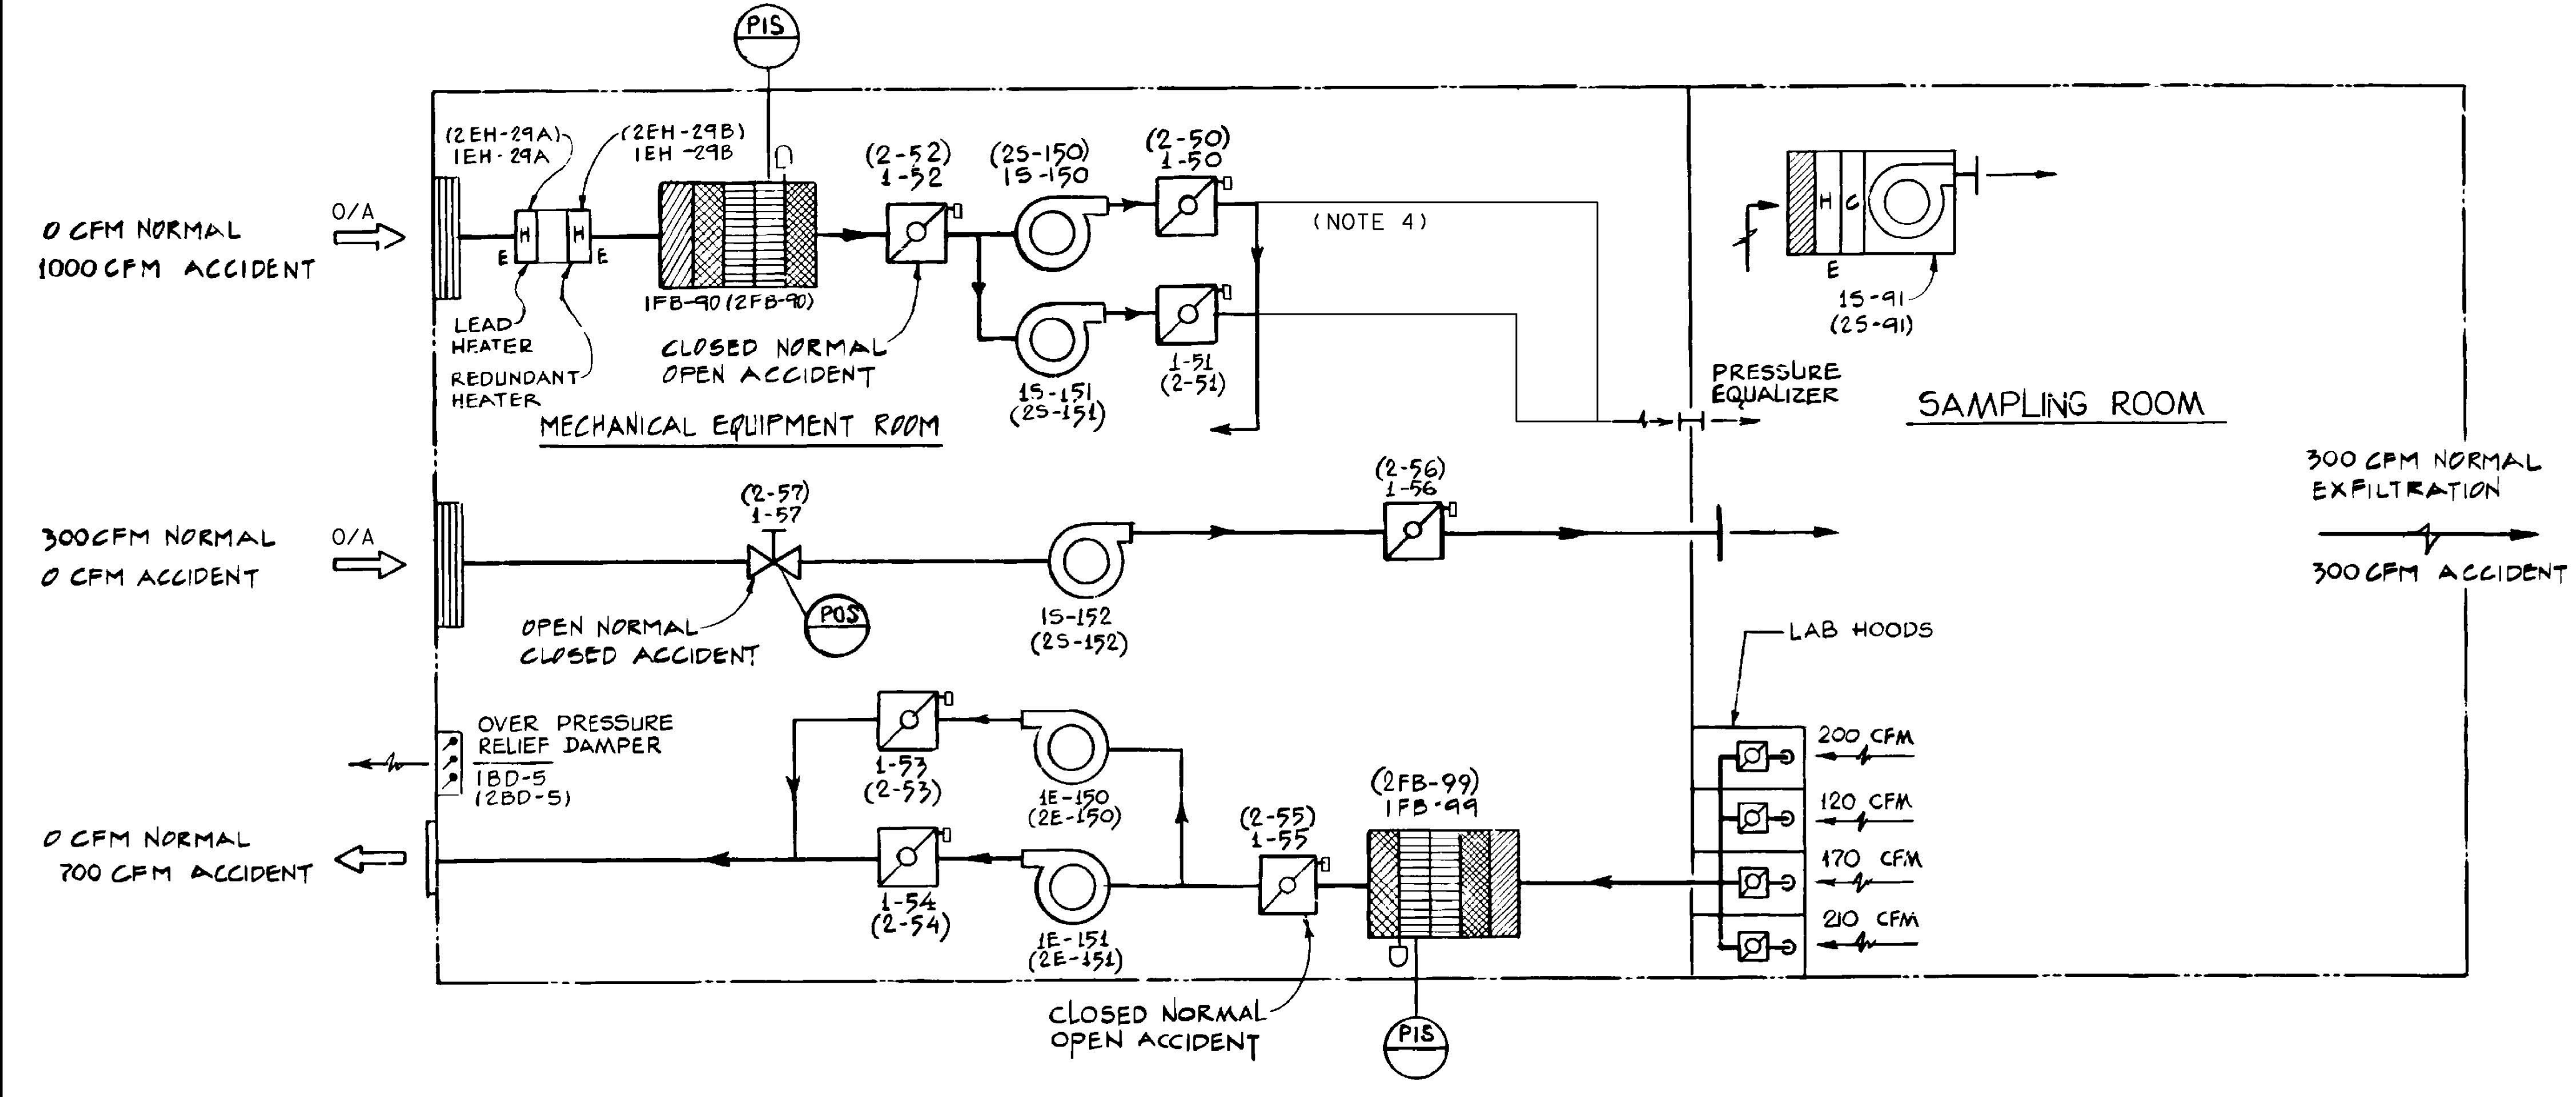 PIS
(2EH-29A)
1EH-29A
(2EH-29B)
1EH-29B
(2-52)
1-52
(2S-150)
1S-150
(2-50)
1-50
O/A
0 CFM NORMAL
1000 CFM ACCIDENT
H
H
E
E
LEAD
HEATER
REDUNDANT
HEATER
1FB-90 (2FB-90)
CLOSED NORMAL
OPEN ACCIDENT
1S-151
(2S-151)
1-51
(2-51)
(NOTE 4)
MECHANICAL EQUIPMENT ROOM
H C
E
1S-91
(2S-91)
PRESSURE
EQUALIZER
SAMPLING ROOM
300 CFM NORMAL
EXFILTRATION
300 CFM ACCIDENT
O/A
300 CFM NORMAL
0 CFM ACCIDENT
(2-57)
1-57
POS
OPEN NORMAL
CLOSED ACCIDENT
1S-152
(2S-152)
(2-56)
1-56
LAB HOODS
200 CFM
120 CFM
170 CFM
210 CFM
OVER PRESSURE
RELIEF DAMPER
1BD-5
(2BD-5)
0 CFM NORMAL
700 CFM ACCIDENT
1-53
(2-53)
1E-150
(2E-150)
1-54
(2-54)
1E-151
(2E-151)
(2-55)
1-55
(2FB-99)
1FB-99
CLOSED NORMAL
OPEN ACCIDENT
PIS